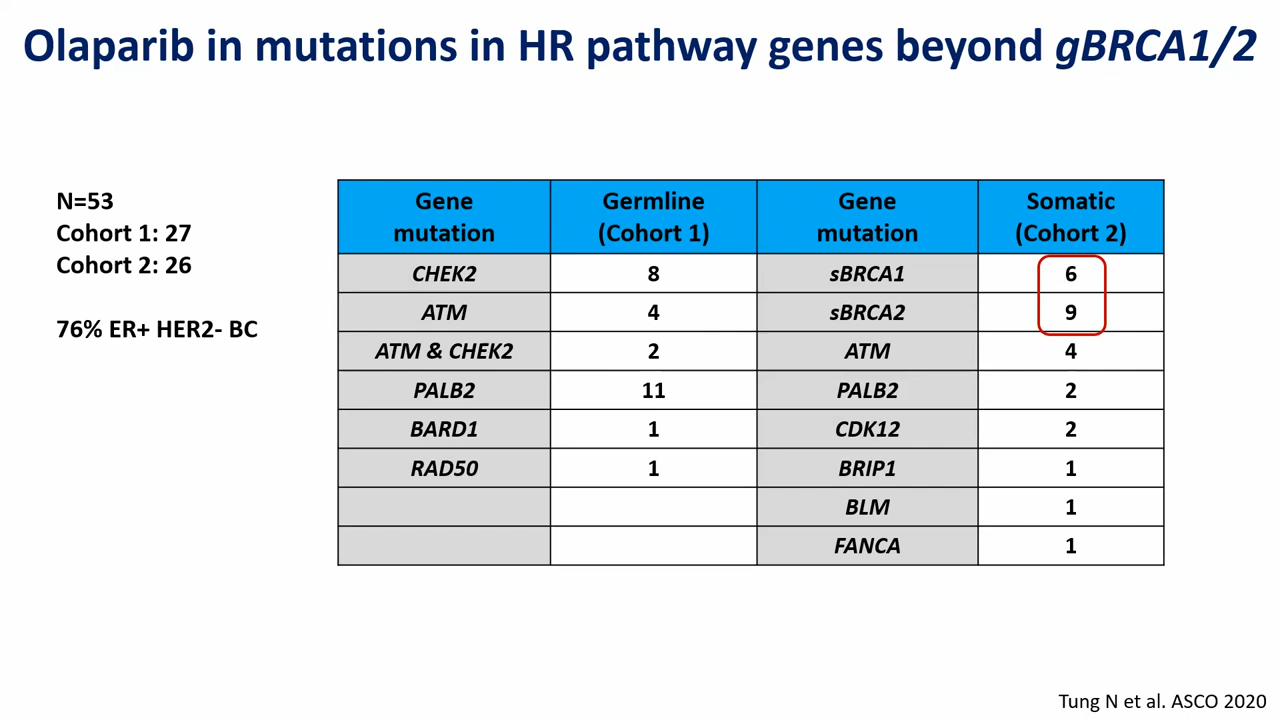 Olaparib in mutations in HR pathway genes beyond gBRCA1/2
N=53
Cohort 1: 27
Cohort 2: 26
76% ER+ HER2- BC
Gene mutation Germline (Cohort 1) Gene mutation Somatic (Cohort 2)
CHEK2 8 sBRCA1 6
ATM 4 sBRCA2 9
ATM & CHEK2 2 ATM 4
PALB2 11 PALB2 2
BARD1 1 CDK12 2
RAD50 1 BRIP1 1
BLM 1
FANCA 1
Tung N et al. ASCO 2020